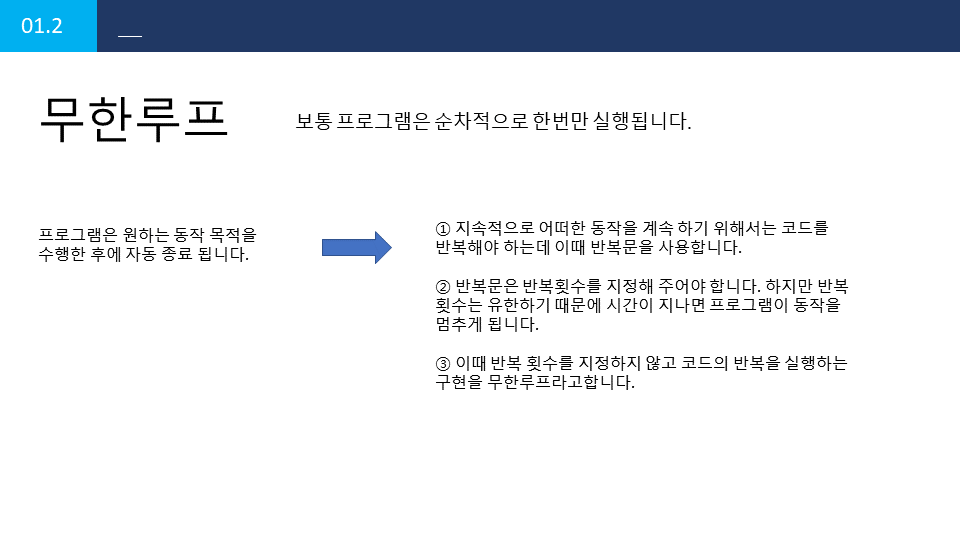 01.2
무한루프
보통 프로그램은 순차적으로 한번만 실행됩니다.
프로그램은 원하는 동작 목적을
수행한 후에 자동 종료 됩니다.
① 지속적으로 어떠한 동작을 계속 하기 위해서는 코드를
반복해야 하는데 이때 반복문을 사용합니다.
② 반복문은 반복횟수를 지정해 주어야 합니다. 하지만 반복
횟수는 유한하기 때문에 시간이 지나면 프로그램이 동작을
멈추게 됩니다.
③ 이때 반복 횟수를 지정하지 않고 코드의 반복을 실행하는
구현을 무한루프라고합니다.